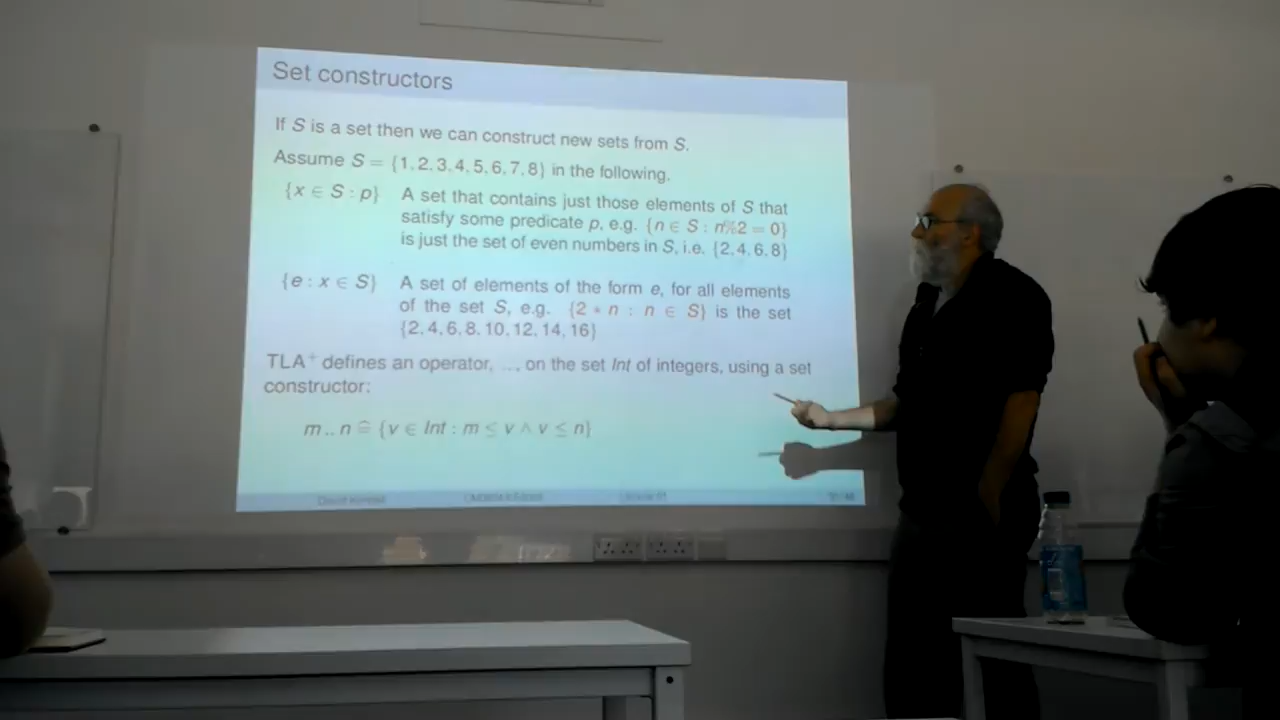 Set constructors
If S is a set then we can construct new sets from S.
Assume S = {1, 2, 3, 4, 5, 6, 7, 8} in the following.
{x ∈ S : p} A set that contains just those elements of S that
satisfy some predicate p, e.g. {n ∈ S : n%2 = 0}
is just the set of even numbers in S, i.e. {2, 4, 6, 8}
{e : x ∈ S} A set of elements of the form e, for all elements
of the set S, e.g. {2 * n : n ∈ S} is the set
{2, 4, 6, 8, 10, 12, 14, 16}
TLA⁺ defines an operator, ..., on the set Int of integers, using a set
constructor:
m .. n ≙ {v ∈ Int : m ≤ v ∧ v ≤ n}